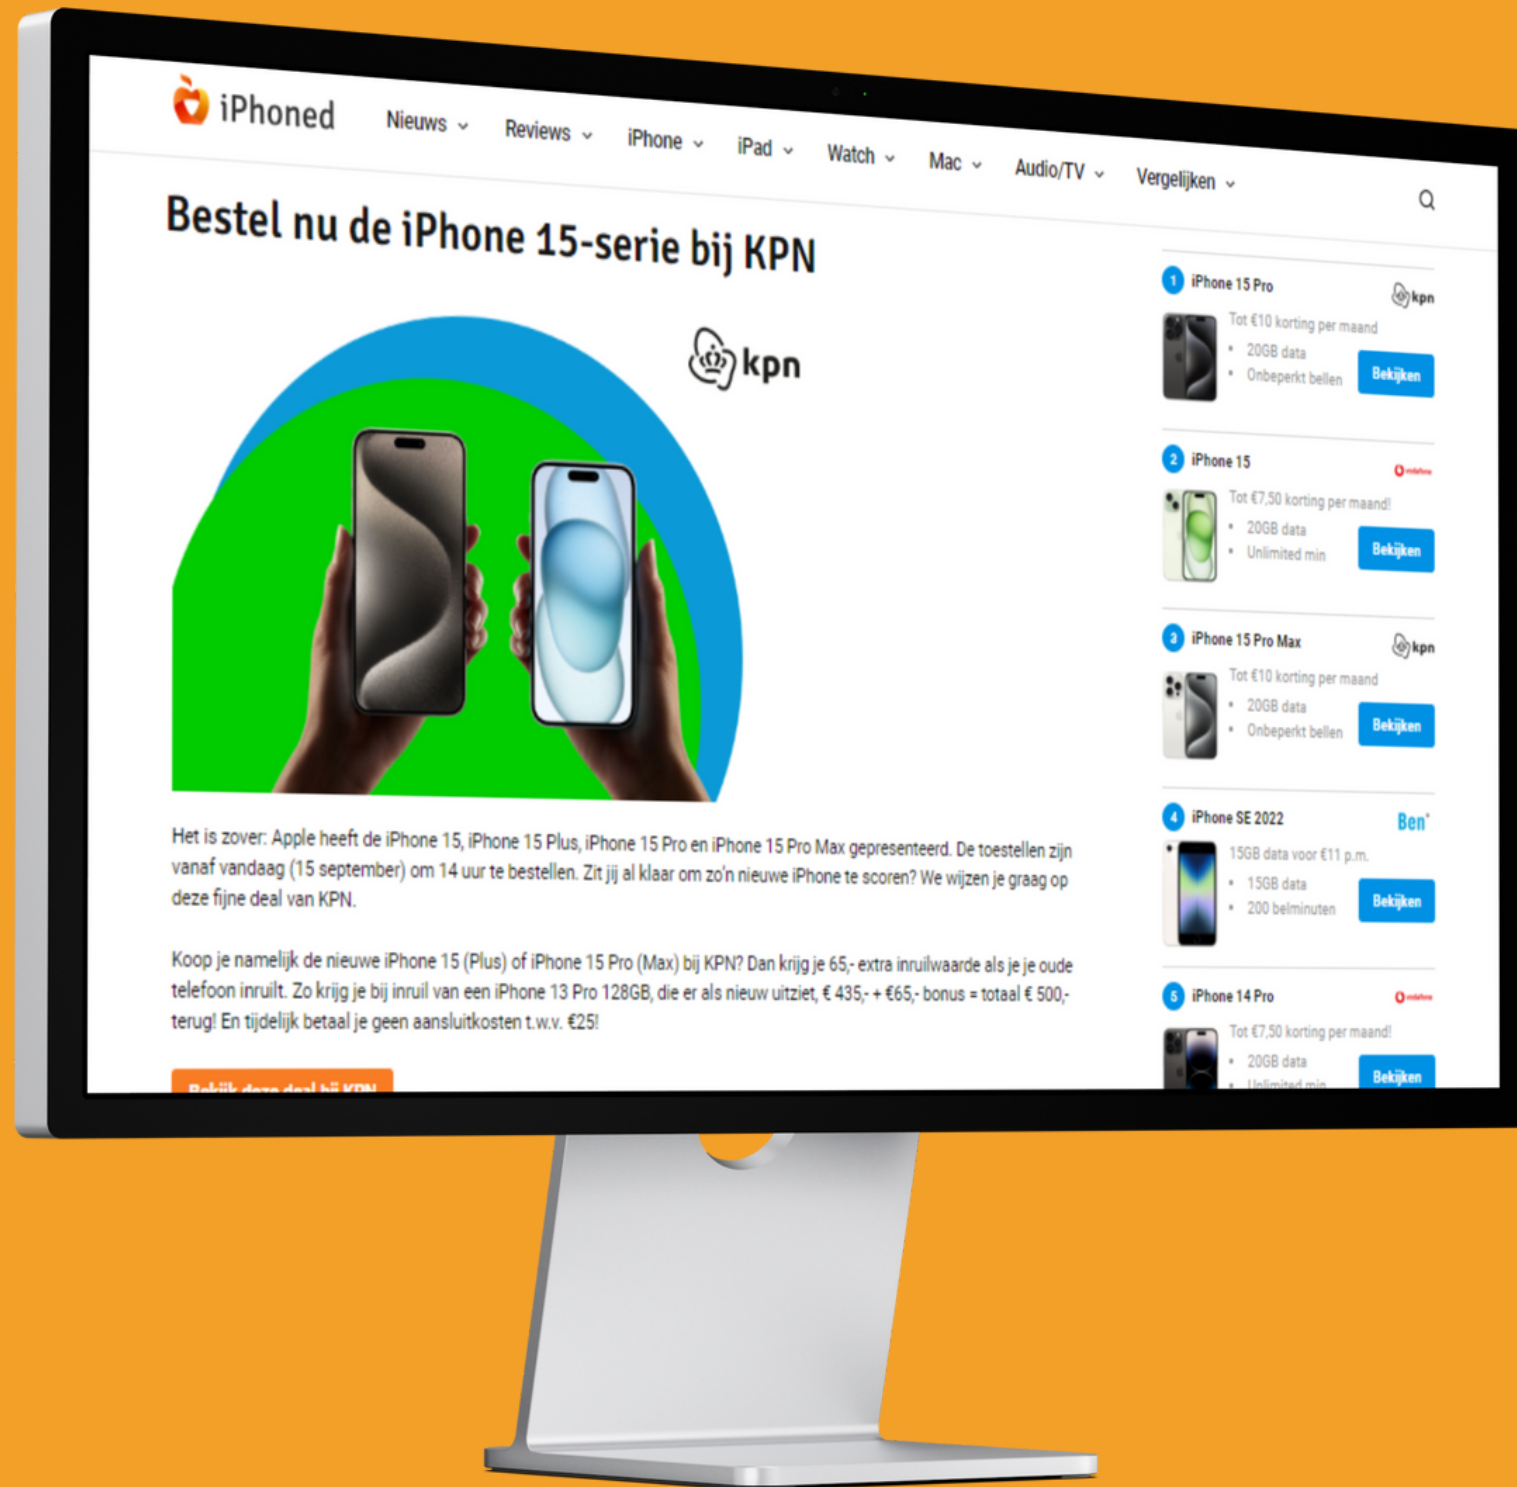 iPhoned
Nieuws
Reviews
iPhone
iPad
Watch
Mac
Audio/TV
Vergelijken
Bestel nu de iPhone 15-serie bij KPN
kpn
Het is zover: Apple heeft de iPhone 15, iPhone 15 Plus, iPhone 15 Pro en iPhone 15 Pro Max gepresenteerd. De toestellen zijn
vanaf vandaag (15 september) om 14 uur te bestellen. Zit jij al klaar om zo'n nieuwe iPhone te scoren? We wijzen je graag op
deze fijne deal van KPN.
Koop je namelijk de nieuwe iPhone 15 (Plus) of iPhone 15 Pro (Max) bij KPN? Dan krijg je 65,- extra inruilwaarde als je je oude
telefoon inruilt. Zo krijg je bij inruil van een iPhone 13 Pro 128GB, die er als nieuw uitziet, € 435,- + €65,- bonus = totaal € 500,-
terug! En tijdelijk betaal je geen aansluitkosten t.w.v. €25!
Bekijk deze deal bij KPN
1 iPhone 15 Pro
kpn
Tot €10 korting per maand
20GB data
Onbeperkt bellen
Bekijken
2 iPhone 15
vodafone
Tot €7,50 korting per maand!
20GB data
Unlimited min
Bekijken
3 iPhone 15 Pro Max
kpn
Tot €10 korting per maand
20GB data
Onbeperkt bellen
Bekijken
4 iPhone SE 2022
Ben
15GB data voor €11 p.m.
15GB data
200 belminuten
Bekijken
5 iPhone 14 Pro
vodafone
Tot €7,50 korting per maand!
20GB data
Unlimited min
Bekijken